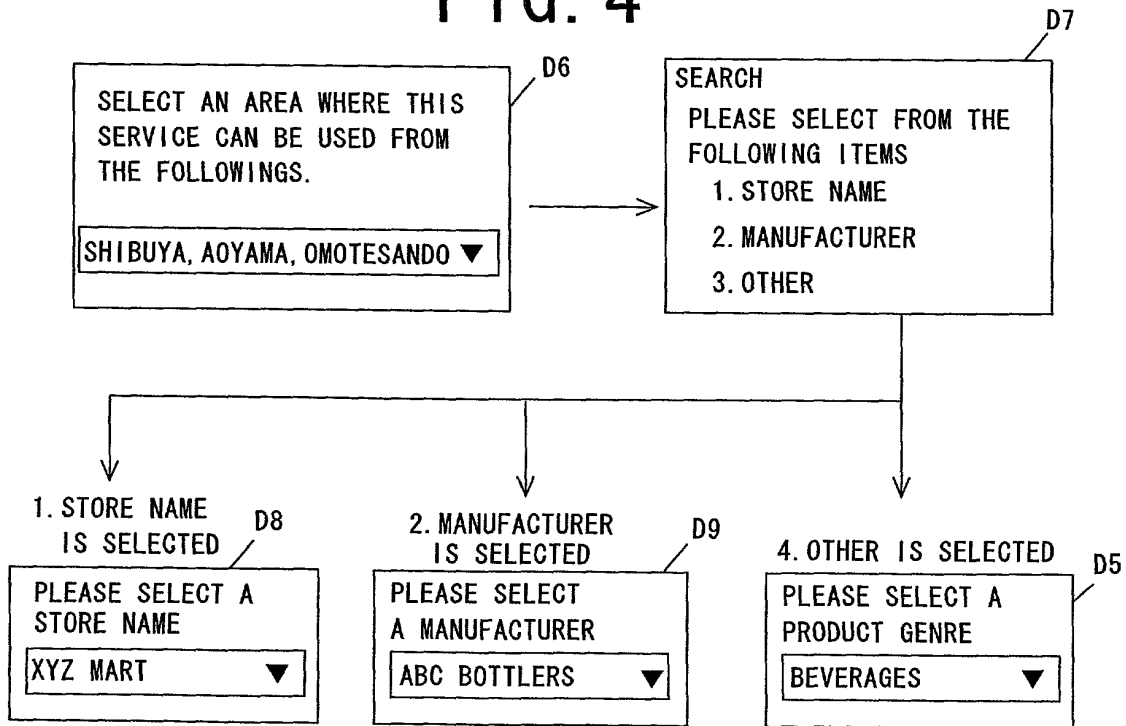 Fig. 4
D6
SELECT AN AREA WHERE THIS
SERVICE CAN BE USED FROM
THE FOLLOWINGS.
SHIBUYA, AOYAMA, OMOTESANDO ▼
D7
SEARCH
PLEASE SELECT FROM THE
FOLLOWING ITEMS
1. STORE NAME
2. MANUFACTURER
3. OTHER
1. STORE NAME
IS SELECTED
D8
PLEASE SELECT A
STORE NAME
XYZ MART ▼
2. MANUFACTURER
IS SELECTED
D9
PLEASE SELECT
A MANUFACTURER
ABC BOTTLERS ▼
4. OTHER IS SELECTED
D5
PLEASE SELECT A
PRODUCT GENRE
BEVERAGES ▼